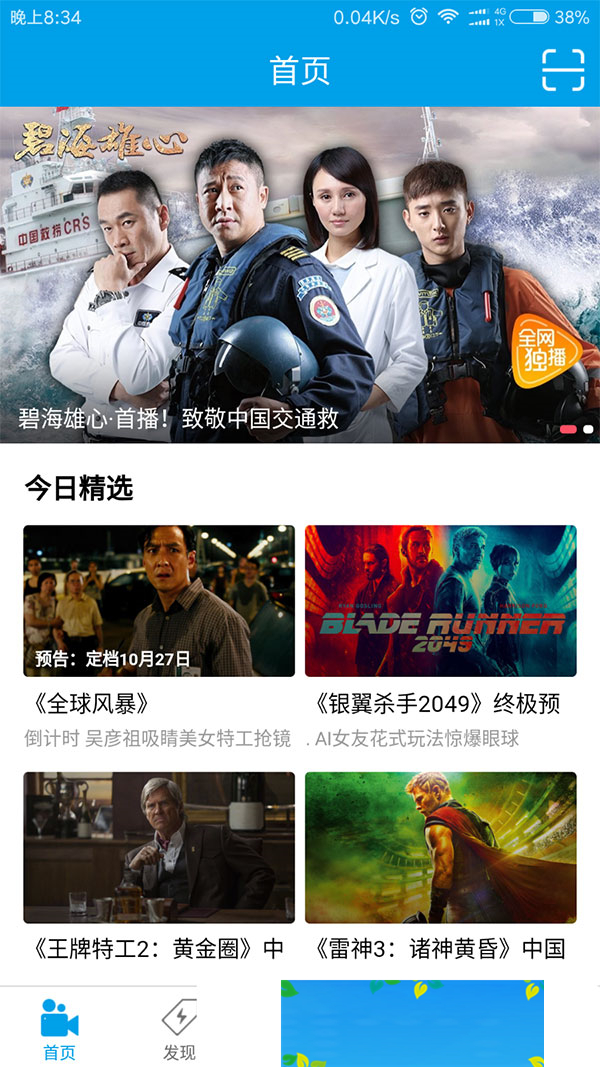 晚上8:34
0.04K/s
4G
1X
38%
首页
碧海雄心
中国救捞CRS
全网
独播
碧海雄心·首播！致敬中国交通救
今日精选
预告：定档10月27日
BLADE RUNNER
2049
《全球风暴》
《银翼杀手2049》终极预
倒计时 吴彦祖吸睛美女特工抢镜
. AI女友花式玩法惊爆眼球
《王牌特工2：黄金圈》中
《雷神3：诸神黄昏》中国
首页
发现